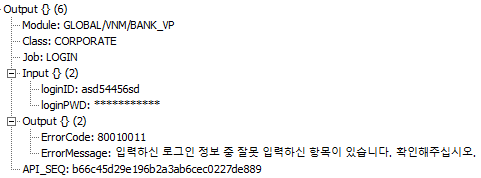 Output {} (6)
Module: GLOBAL/VNM/BANK_VP
Class: CORPORATE
Job: LOGIN
Input {} (2)
loginID: asd54456sd
loginPWD: ***********
Output {} (2)
ErrorCode: 80010011
ErrorMessage: 입력하신 로그인 정보 중 잘못 입력하신 항목이 있습니다. 확인해주십시오.
API_SEQ: b66c45d29e196b2a3ab6cec0227de889